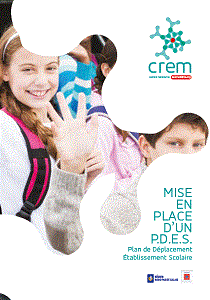 crem
MISE
EN
PLACE
D'UN
P.D.E.S.
Plan de Déplacement
Établissement Scolaire